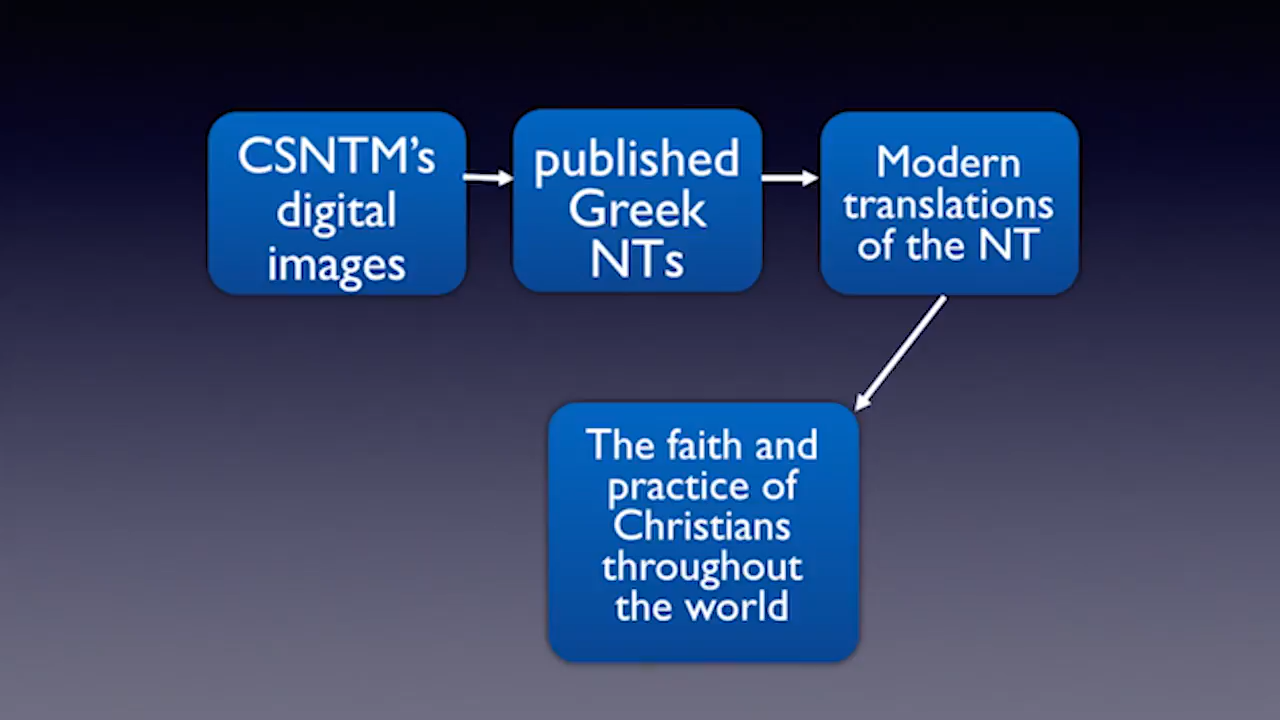 CSNTM's
digital
images
published
Greek
NTs
Modern
translations
of the NT
The faith and
practice of
Christians
throughout
the world